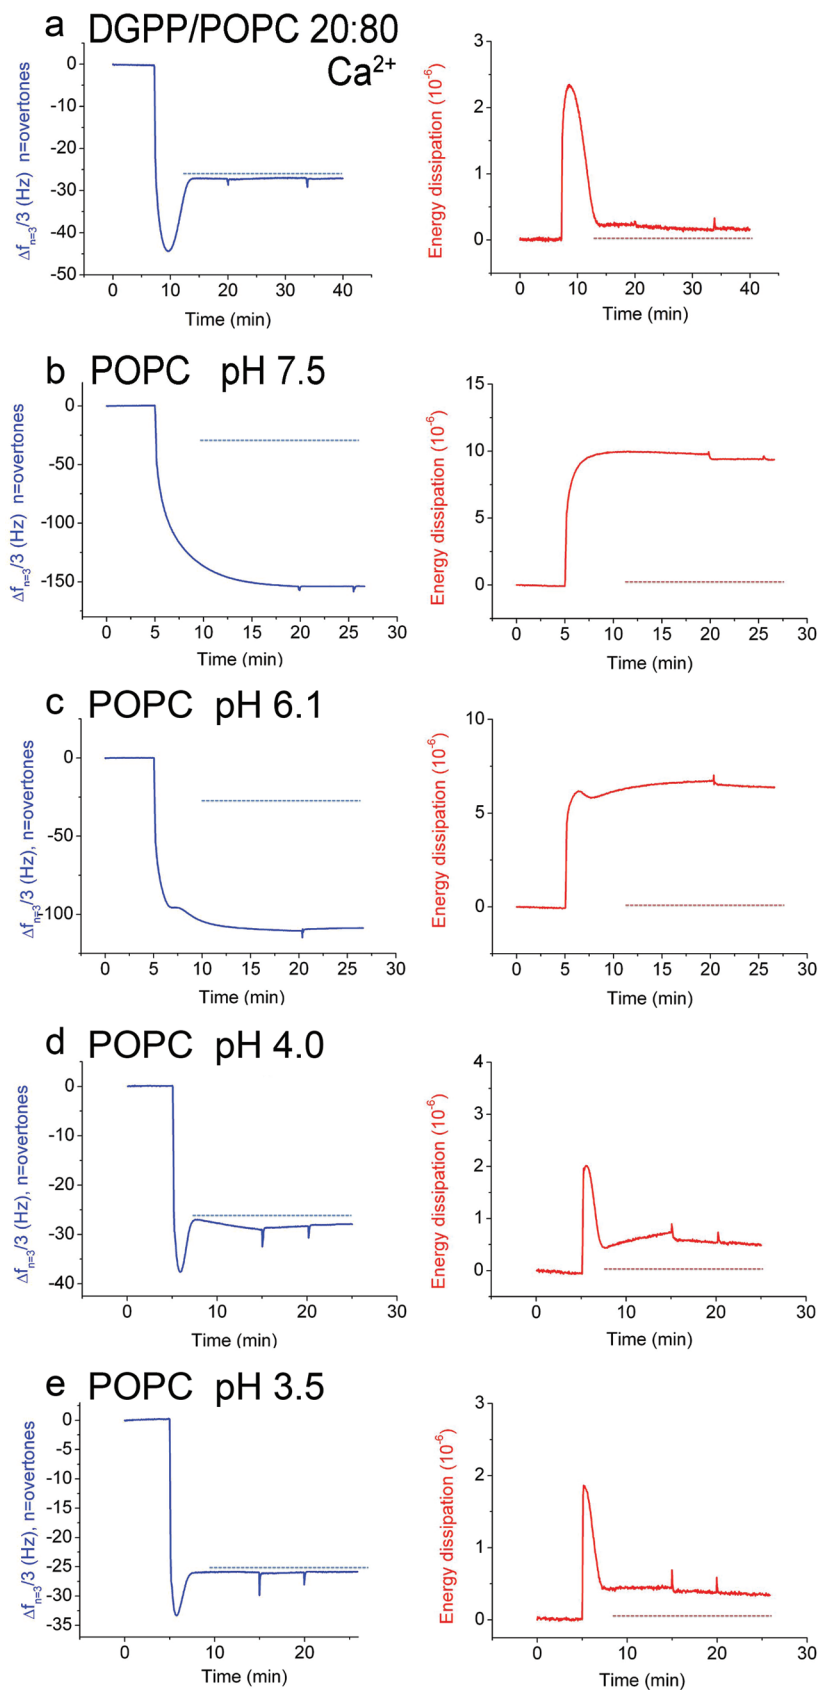 a DGPP/POPC 20:80
Ca²⁺
0
-10
-20
-30
-40
-50
0 10 20 30 40
Time (min)
Δfn=3/3 (Hz) n=overtones
3
2
1
0
0 10 20 30 40
Time (min)
Energy dissipation (10⁻⁶)
b POPC pH 7.5
0
-50
-100
-150
0 5 10 15 20 25 30
Time (min)
Δfn=3/3 (Hz) n=overtones
15
10
5
0
0 5 10 15 20 25 30
Time (min)
Energy dissipation (10⁻⁶)
c POPC pH 6.1
0
-50
-100
0 5 10 15 20 25 30
Time (min)
Δfn=3/3 (Hz), n=overtones
10
5
0
0 5 10 15 20 25 30
Time (min)
Energy dissipation (10⁻⁶)
d POPC pH 4.0
0
-10
-20
-30
-40
0 10 20 30
Time (min)
Δfn=3/3 (Hz), n=overtones
4
3
2
1
0
0 10 20 30
Time (min)
Energy dissipation (10⁻⁶)
e POPC pH 3.5
0
-5
-10
-15
-20
-25
-30
-35
0 10 20
Time (min)
Δfn=3/3 (Hz), n=overtones
3
2
1
0
0 10 20 30
Time (min)
Energy dissipation (10⁻⁶)